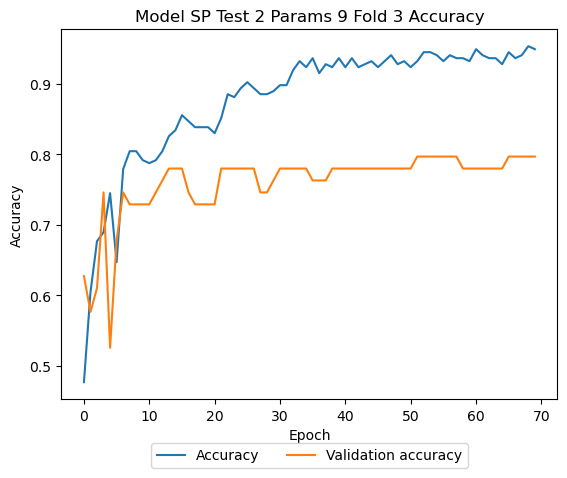 Model SP Test 2 Params 9 Fold 3 Accuracy
0.9
0.8
0.7
0.6
0.5
Accuracy
0 10 20 30 40 50 60 70
Epoch
Accuracy Validation accuracy